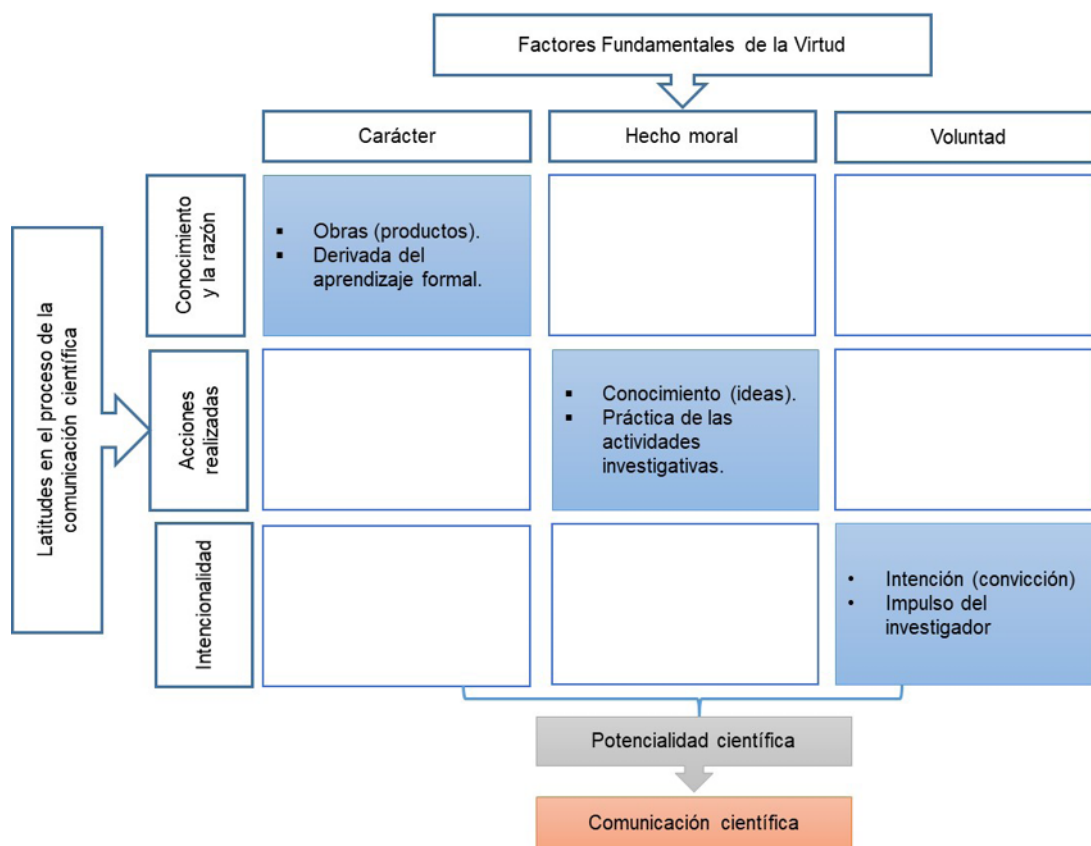 Factores Fundamentales de la Virtud
Carácter
Hecho moral
Voluntad
Latitudes en el proceso de la
comunicación científica
Conocimiento
y la razón
▪ Obras (productos).
▪ Derivada del
aprendizaje formal.
Acciones
realizadas
▪ Conocimiento (ideas).
▪ Práctica de las
actividades
investigativas.
Intencionalidad
• Intención (convicción)
• Impulso del
investigador
Potencialidad científica
Comunicación científica